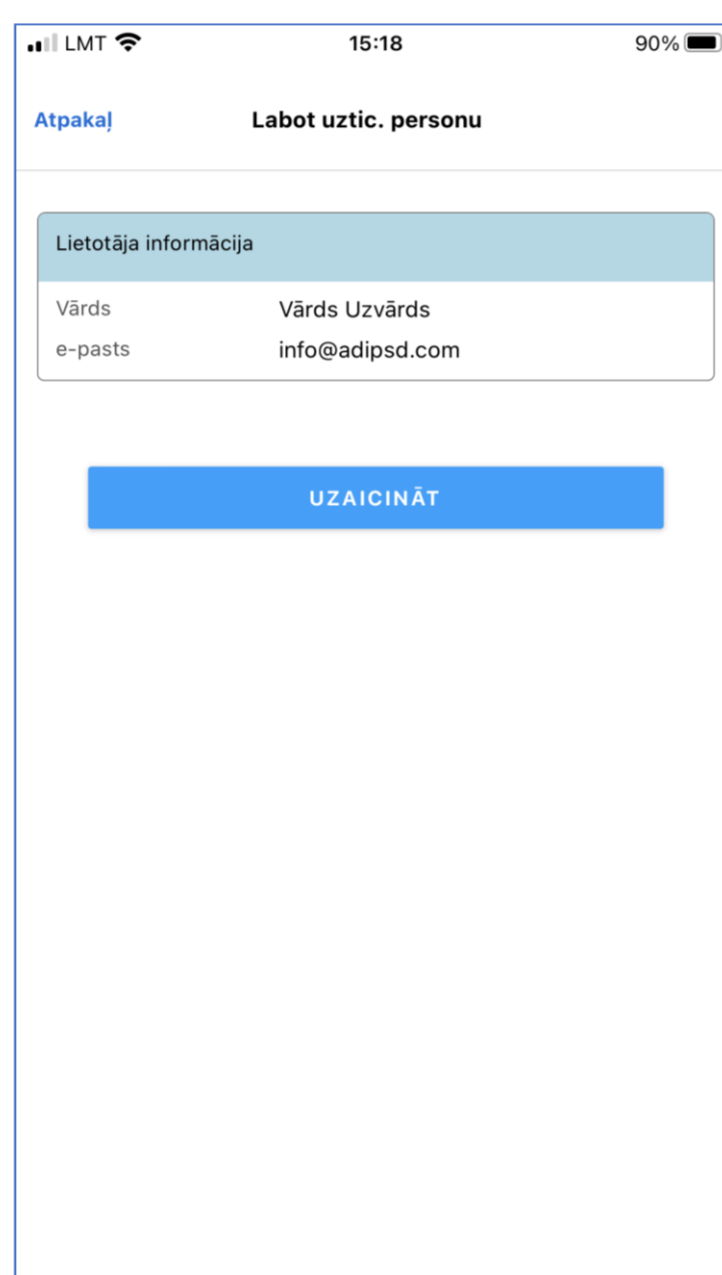 LMT 15:18 90%
Atpakaļ Labot uztic. personu
Lietotāja informācija
Vārds Vārds Uzvārds
e-pasts info@adipsd.com
UZAICINĀT